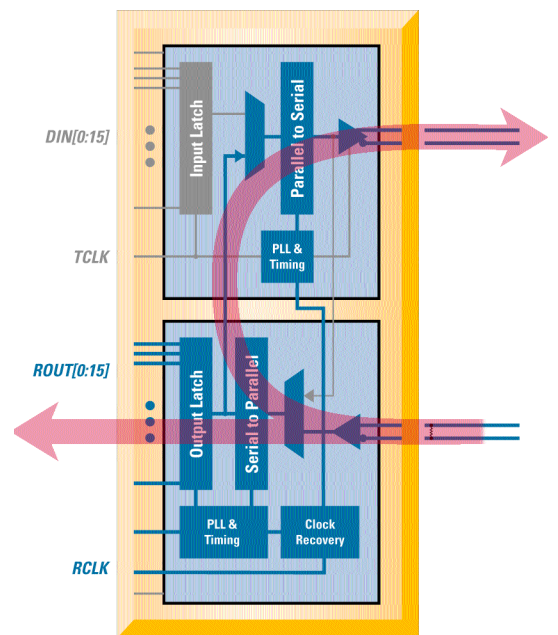 DIN[0:15]
Input Latch
Parallel to Serial
TCLK
PLL &
Timing
ROUT[0:15]
Output Latch
Serial to Parallel
PLL &
Timing
Clock
Recovery
RCLK